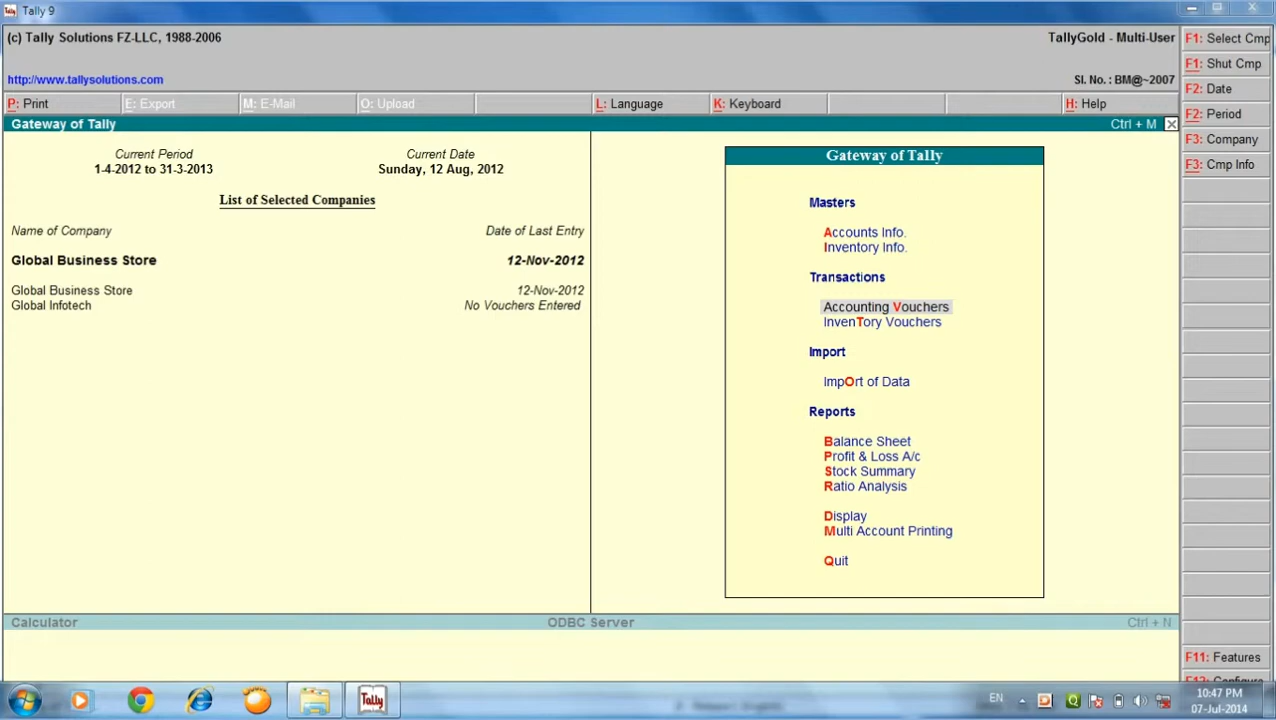 Tally 9
(c) Tally Solutions FZ-LLC, 1988-2006
TallyGold - Multi-User
http://www.tallysolutions.com
Sl. No. : BM@~2007
P: Print E: Export M: E-Mail O: Upload L: Language K: Keyboard H: Help
Gateway of Tally Ctrl + M
Current Period Current Date
1-4-2012 to 31-3-2013 Sunday, 12 Aug, 2012
List of Selected Companies
Name of Company Date of Last Entry
Global Business Store 12-Nov-2012
Global Business Store 12-Nov-2012
Global Infotech No Vouchers Entered
Gateway of Tally
Masters
Accounts Info.
Inventory Info.
Transactions
Accounting Vouchers
InvenTory Vouchers
Import
ImpOrt of Data
Reports
Balance Sheet
Profit & Loss A/c
Stock Summary
Ratio Analysis
Display
Multi Account Printing
Quit
F1: Select Cmp
F1: Shut Cmp
F2: Date
F2: Period
F3: Company
F3: Cmp Info
F11: Features
F12: Configure
Calculator ODBC Server Ctrl + N
Tally
EN
10:47 PM
07-Jul-2014